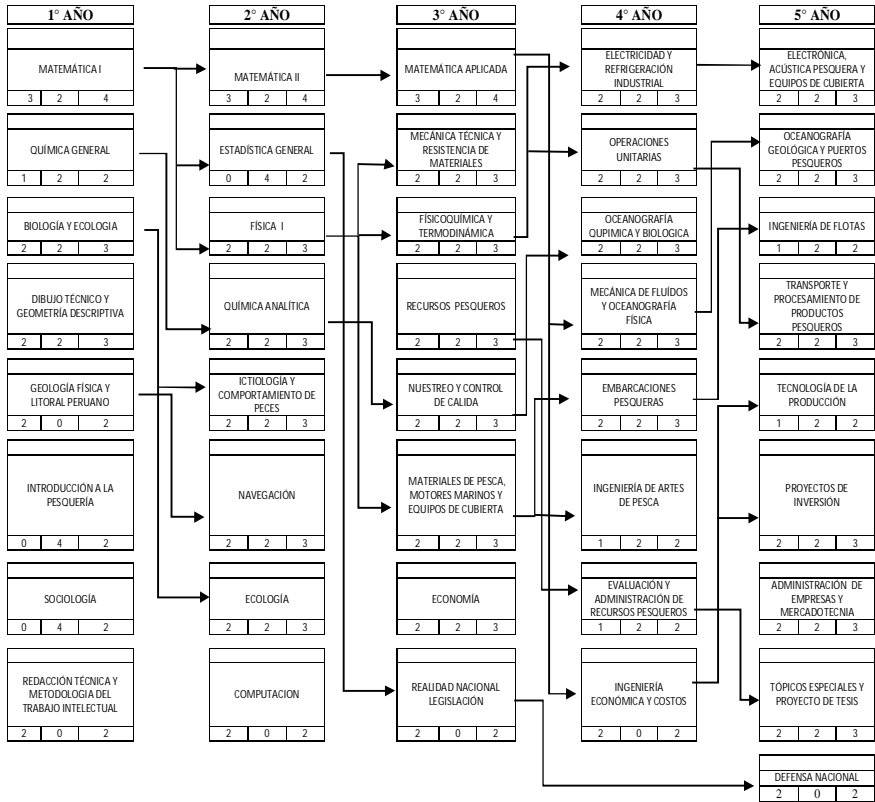 1° AÑO
2° AÑO
3° AÑO
4° AÑO
5° AÑO
MATEMÁTICA I
3 2 4
QUÍMICA GENERAL
1 2 2
BIOLOGÍA Y ECOLOGIA
2 2 3
DIBUJO TÉCNICO Y
GEOMETRÍA DESCRIPTIVA
2 2 3
GEOLOGÍA FÍSICA Y
LITORAL PERUANO
2 0 2
INTRODUCCIÓN A LA
PESQUERÍA
0 4 2
SOCIOLOGÍA
0 4 2
REDACCIÓN TÉCNICA Y
METODOLOGIA DEL
TRABAJO INTELECTUAL
2 0 2
MATEMÁTICA II
3 2 4
ESTADÍSTICA GENERAL
0 4 2
FÍSICA I
2 2 3
QUÍMICA ANALÍTICA
2 2 3
ICTIOLOGÍA Y
COMPORTAMIENTO DE
PECES
2 2 3
NAVEGACIÓN
2 2 3
ECOLOGÍA
2 2 3
COMPUTACION
2 0 2
MATEMÁTICA APLICADA
3 2 4
MECÁNICA TÉCNICA Y
RESISTENCIA DE
MATERIALES
2 2 3
FÍSICOQUÍMICA Y
TERMODINÁMICA
2 2 3
RECURSOS PESQUEROS
2 2 3
NUESTREO Y CONTROL
DE CALIDA
2 2 3
MATERIALES DE PESCA,
MOTORES MARINOS Y
EQUIPOS DE CUBIERTA
2 2 3
ECONOMÍA
2 2 3
REALIDAD NACIONAL
LEGISLACIÓN
2 0 2
ELECTRICIDAD Y
REFRIGERACIÓN
INDUSTRIAL
2 2 3
OPERACIONES
UNITARIAS
2 2 3
OCEANOGRAFÍA
QUPIMICA Y BIOLOGICA
2 2 3
MECÁNICA DE FLUÍDOS
Y OCEANOGRAFÍA
FÍSICA
2 2 3
EMBARCACIONES
PESQUERAS
2 2 3
INGENIERÍA DE ARTES
DE PESCA
1 2 2
EVALUACIÓN Y
ADMINISTRACIÓN DE
RECURSOS PESQUEROS
1 2 2
INGENIERÍA
ECONÓMICA Y COSTOS
2 0 2
ELECTRÓNICA,
ACÚSTICA PESQUERA Y
EQUIPOS DE CUBIERTA
2 2 3
OCEANOGRAFÍA
GEOLÓGICA Y PUERTOS
PESQUEROS
2 2 3
INGENIERÍA DE FLOTAS
1 2 2
TRANSPORTE Y
PROCESAMIENTO DE
PRODUCTOS
PESQUEROS
2 2 3
TECNOLOGÍA DE LA
PRODUCCIÓN
1 2 2
PROYECTOS DE
INVERSIÓN
2 2 3
ADMINISTRACIÓN DE
EMPRESAS Y
MERCADOTECNIA
2 2 3
TÓPICOS ESPECIALES Y
PROYECTO DE TESIS
2 2 3
DEFENSA NACIONAL
2 0 2